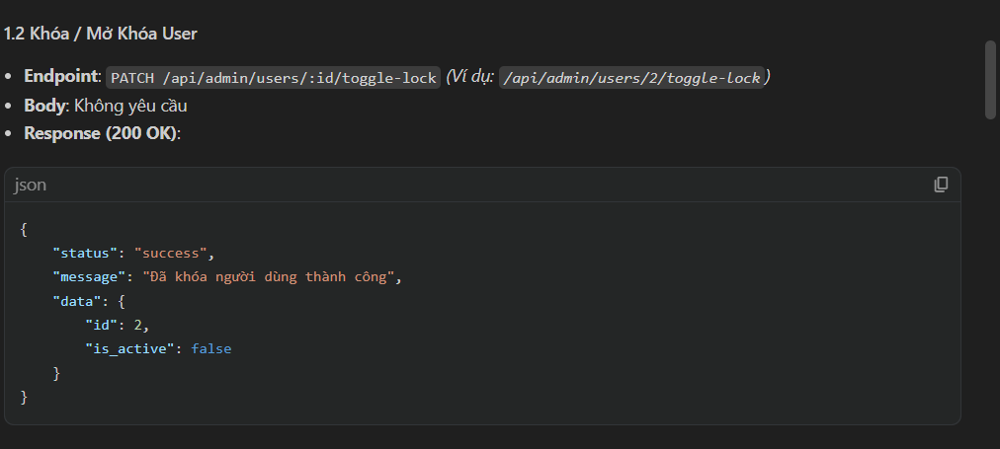 1.2 Khóa / Mở Khóa User
• Endpoint: PATCH /api/admin/users/:id/toggle-lock (Ví dụ: /api/admin/users/2/toggle-lock)
• Body: Không yêu cầu
• Response (200 OK):
json
{
    "status": "success",
    "message": "Đã khóa người dùng thành công",
    "data": {
        "id": 2,
        "is_active": false
    }
}